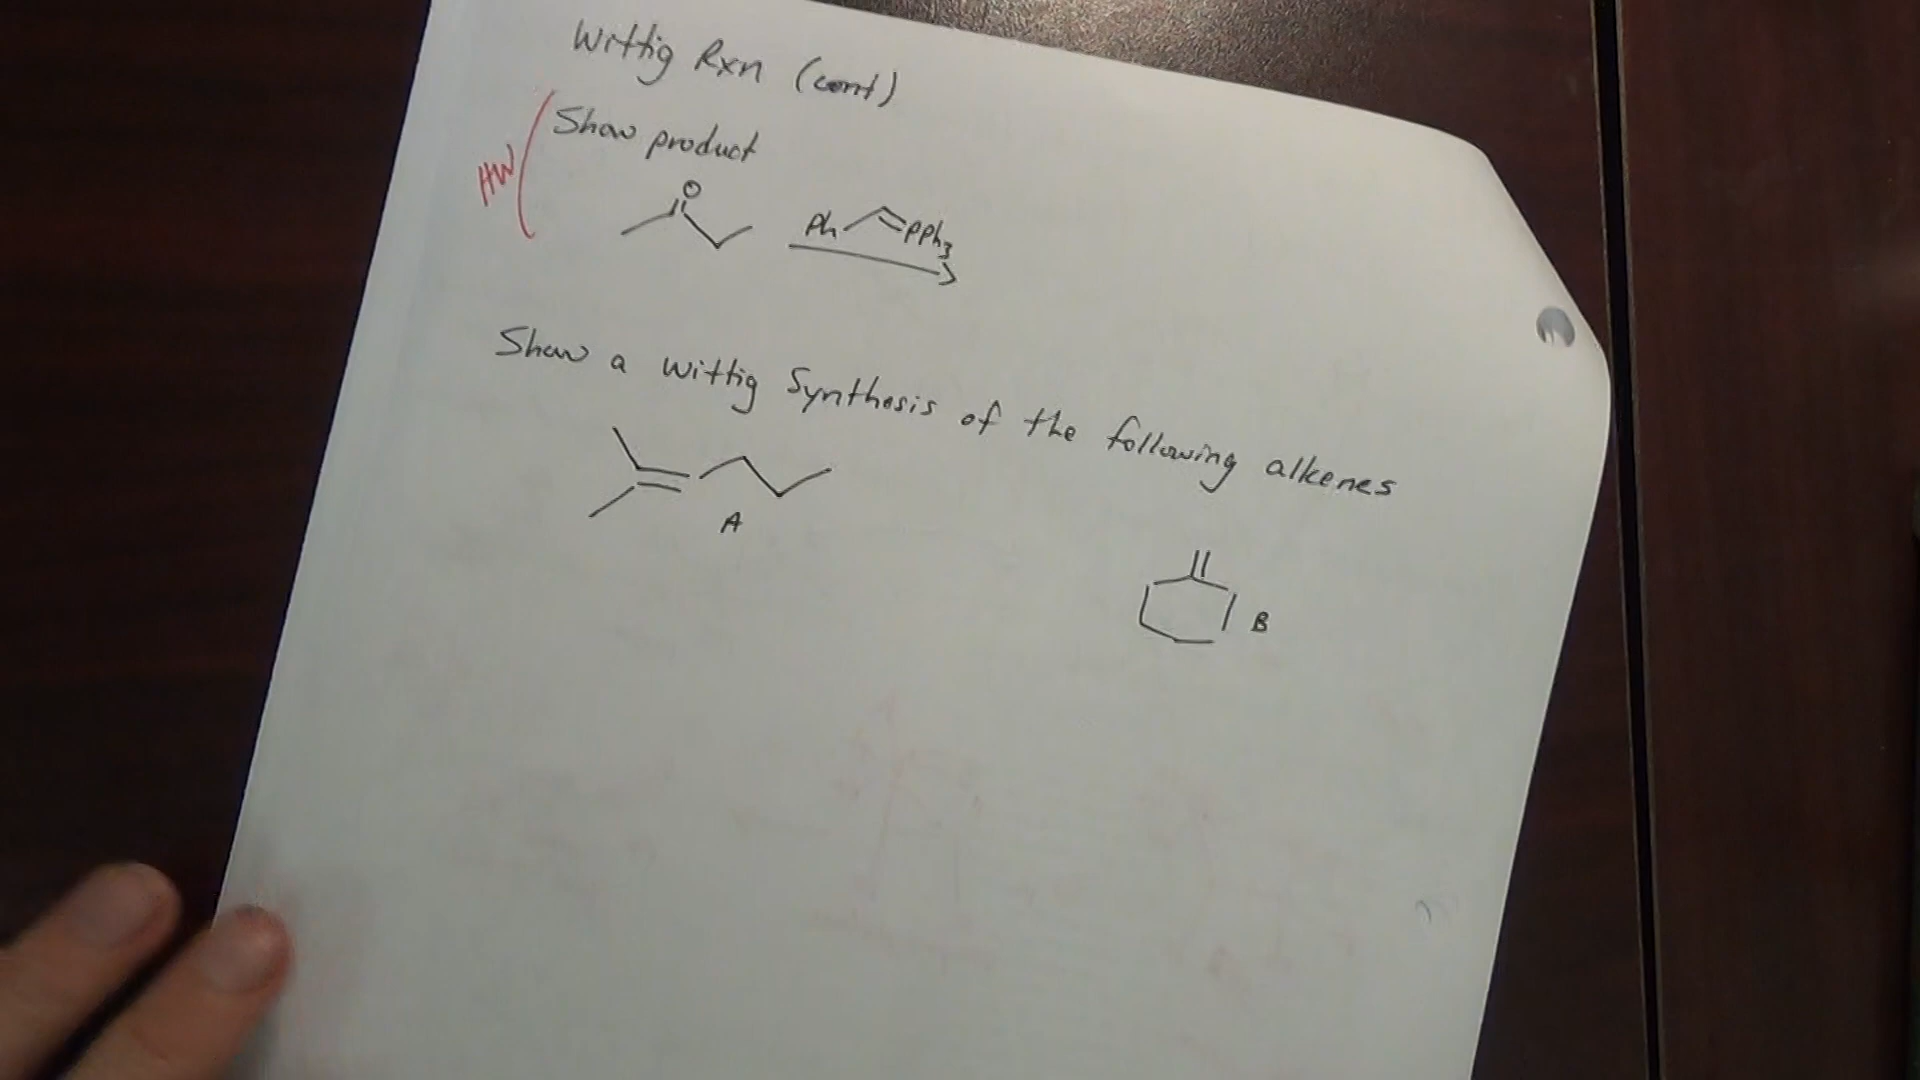 Wittig Rxn (cont)
HW
Show product
O
Ph PPh3
Show a Wittig Synthesis of the following alkenes
A
B